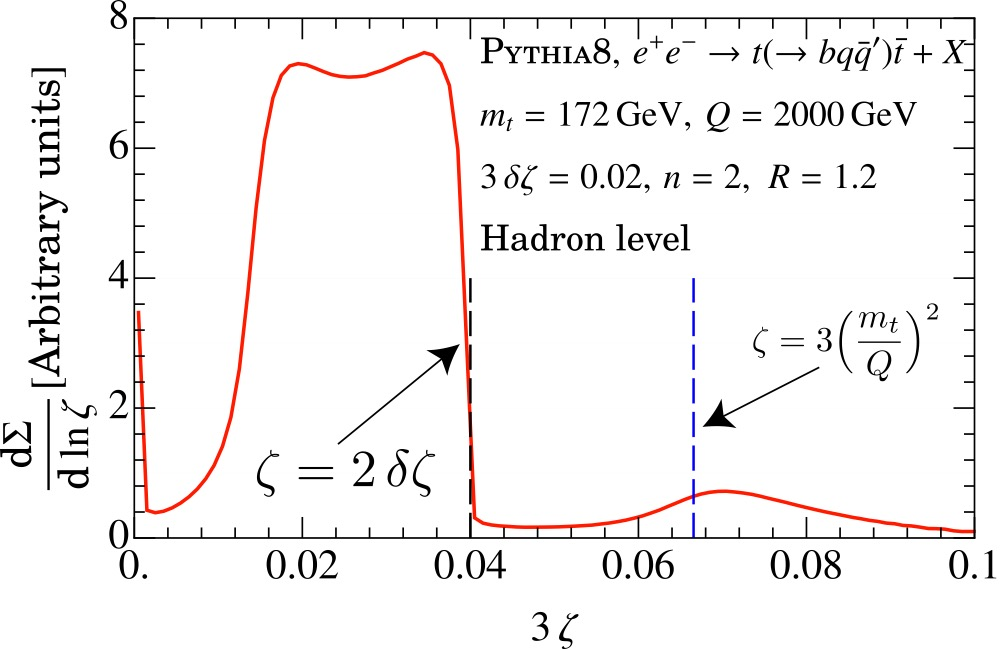 8
6
4
2
0
dΣ
d ln ζ
[Arbitrary units]
PYTHIA8, e⁺e⁻ → t(→ bqq̄′)t̄ + X
mₜ = 172 GeV, Q = 2000 GeV
3 δζ = 0.02, n = 2, R = 1.2
Hadron level
ζ = 3(mₜ/Q)²
ζ = 2 δζ
0. 0.02 0.04 0.06 0.08 0.1
3 ζ